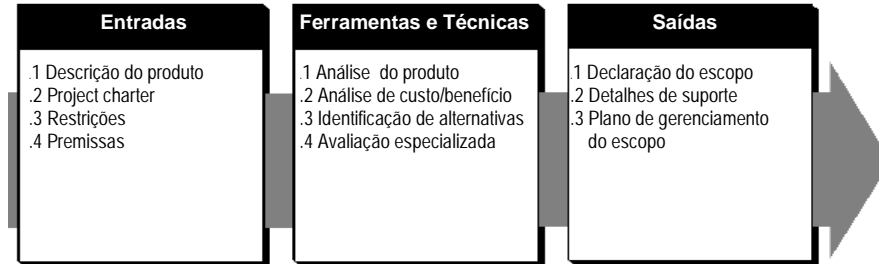 Entradas
.1 Descrição do produto
.2 Project charter
.3 Restrições
.4 Premissas
Ferramentas e Técnicas
.1 Análise do produto
.2 Análise de custo/benefício
.3 Identificação de alternativas
.4 Avaliação especializada
Saídas
.1 Declaração do escopo
.2 Detalhes de suporte
.3 Plano de gerenciamento
do escopo